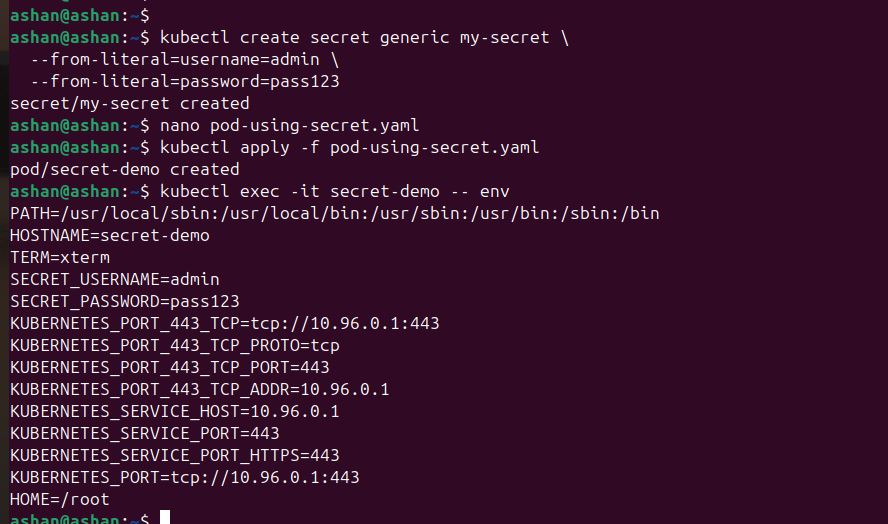 ashan@ashan:~$
ashan@ashan:~$ kubectl create secret generic my-secret \
  --from-literal=username=admin \
  --from-literal=password=pass123
secret/my-secret created
ashan@ashan:~$ nano pod-using-secret.yaml
ashan@ashan:~$ kubectl apply -f pod-using-secret.yaml
pod/secret-demo created
ashan@ashan:~$ kubectl exec -it secret-demo -- env
PATH=/usr/local/sbin:/usr/local/bin:/usr/sbin:/usr/bin:/sbin:/bin
HOSTNAME=secret-demo
TERM=xterm
SECRET_USERNAME=admin
SECRET_PASSWORD=pass123
KUBERNETES_PORT_443_TCP=tcp://10.96.0.1:443
KUBERNETES_PORT_443_TCP_PROTO=tcp
KUBERNETES_PORT_443_TCP_PORT=443
KUBERNETES_PORT_443_TCP_ADDR=10.96.0.1
KUBERNETES_SERVICE_HOST=10.96.0.1
KUBERNETES_SERVICE_PORT=443
KUBERNETES_SERVICE_PORT_HTTPS=443
KUBERNETES_PORT=tcp://10.96.0.1:443
HOME=/root
ashan@ashan:~$